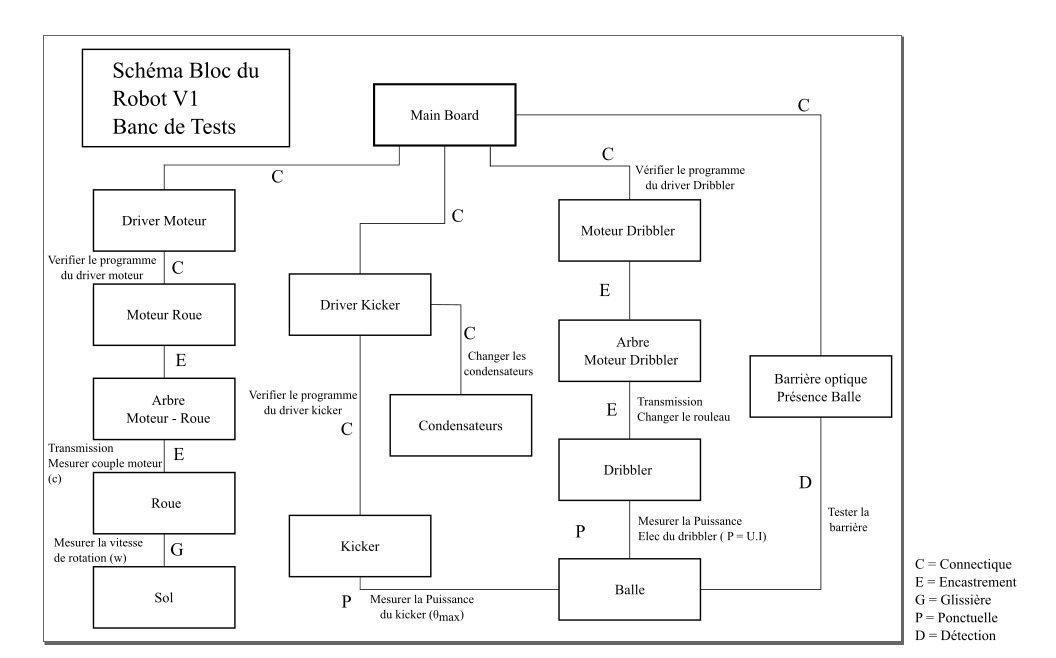 Schéma Bloc du
Robot V1
Banc de Tests
Main Board
C
C
C
C
Vérifier le programme
du driver Dribbler
Driver Moteur
Verifier le programme
du driver moteur
C
Moteur Roue
E
Arbre
Moteur - Roue
Transmission
Mesurer couple moteur
(c)
E
Roue
Mesurer la vitesse
de rotation (w)
G
Sol
Driver Kicker
C
Changer les
condensateurs
Condensateurs
Verifier le programme
du driver kicker
C
Kicker
P
Mesurer la Puissance
du kicker (θmax)
Moteur Dribbler
E
Arbre
Moteur Dribbler
E
Transmission
Changer le rouleau
Dribbler
P
Mesurer la Puissance
Elec du dribbler ( P = U.I)
Balle
Barrière optique
Présence Balle
D
Tester la
barrière
C = Connectique
E = Encastrement
G = Glissière
P = Ponctuelle
D = Détection